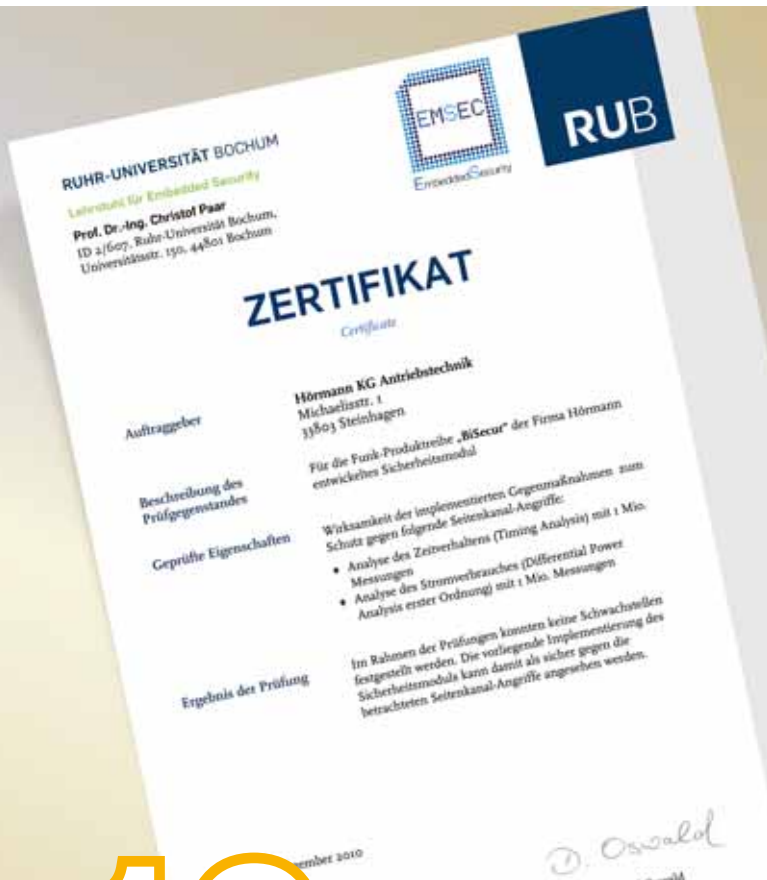 EMSEC
EmbeddedSecurity
RUB
RUHR-UNIVERSITÄT BOCHUM
Lehrstuhl für Embedded Security
Prof. Dr.-Ing. Christof Paar
ID 2/607, Ruhr-Universität Bochum,
Universitätsstr. 150, 44801 Bochum
ZERTIFIKAT
Certificate
Auftraggeber
Hörmann KG Antriebstechnik
Michaelisstr. 1
33803 Steinhagen
Beschreibung des
Prüfgegenstandes
Für die Funk-Produktreihe „BiSecur" der Firma Hörmann
entwickeltes Sicherheitsmodul
Geprüfte Eigenschaften
Wirksamkeit der implementierten Gegenmaßnahmen zum
Schutz gegen folgende Seitenkanal-Angriffe:
• Analyse des Zeitverhaltens (Timing Analysis) mit 1 Mio.
Messungen
• Analyse des Stromverbrauches (Differential Power
Analysis erster Ordnung) mit 1 Mio. Messungen
Ergebnis der Prüfung
Im Rahmen der Prüfungen konnten keine Schwachstellen
festgestellt werden. Die vorliegende Implementierung des
Sicherheitsmoduls kann damit als sicher gegen die
betrachteten Seitenkanal-Angriffe angesehen werden.
2010
D. Oswald